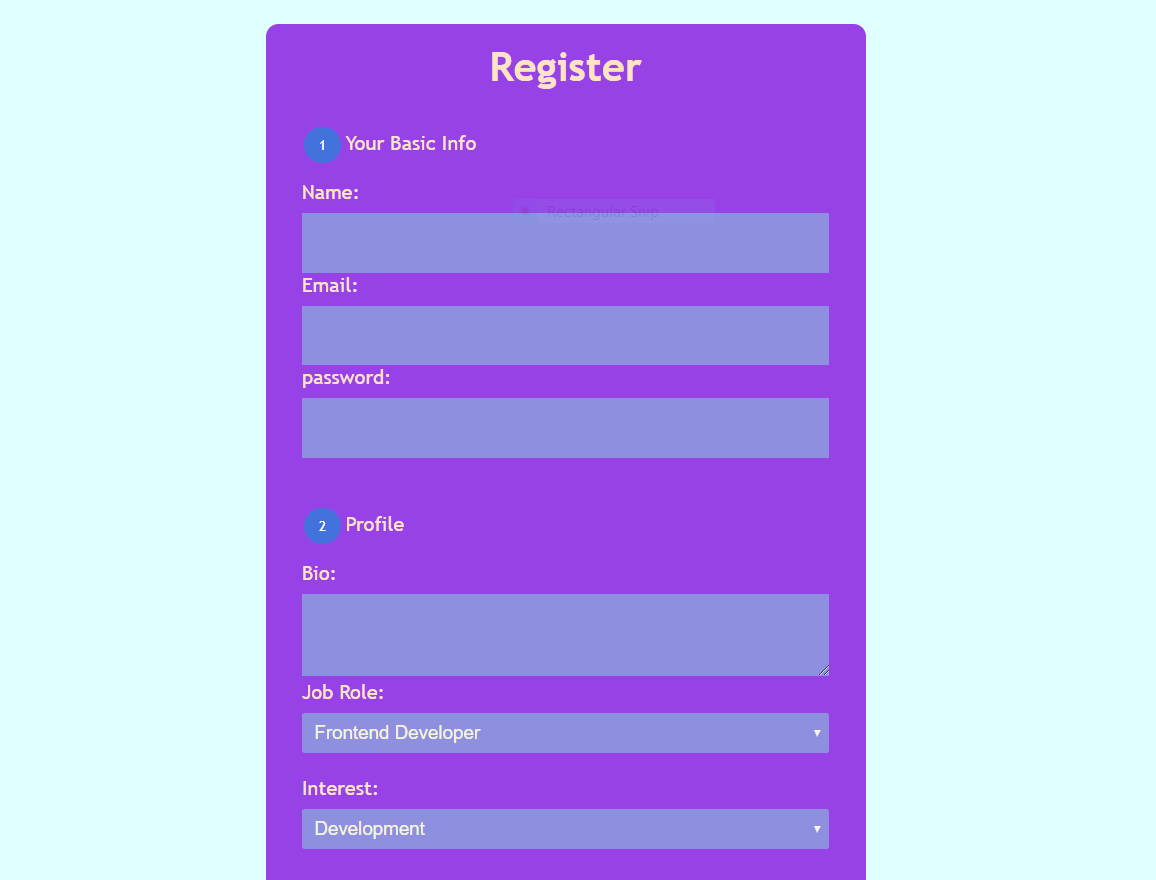 Register
1 Your Basic Info
Name:
Rectangular Snip
Email:
password:
2 Profile
Bio:
Job Role:
Frontend Developer
Interest:
Development